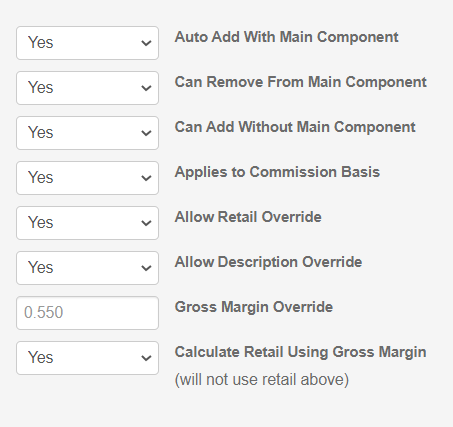 Yes Auto Add With Main Component
Yes Can Remove From Main Component
Yes Can Add Without Main Component
Yes Applies to Commission Basis
Yes Allow Retail Override
Yes Allow Description Override
0.550 Gross Margin Override
Yes Calculate Retail Using Gross Margin
(will not use retail above)